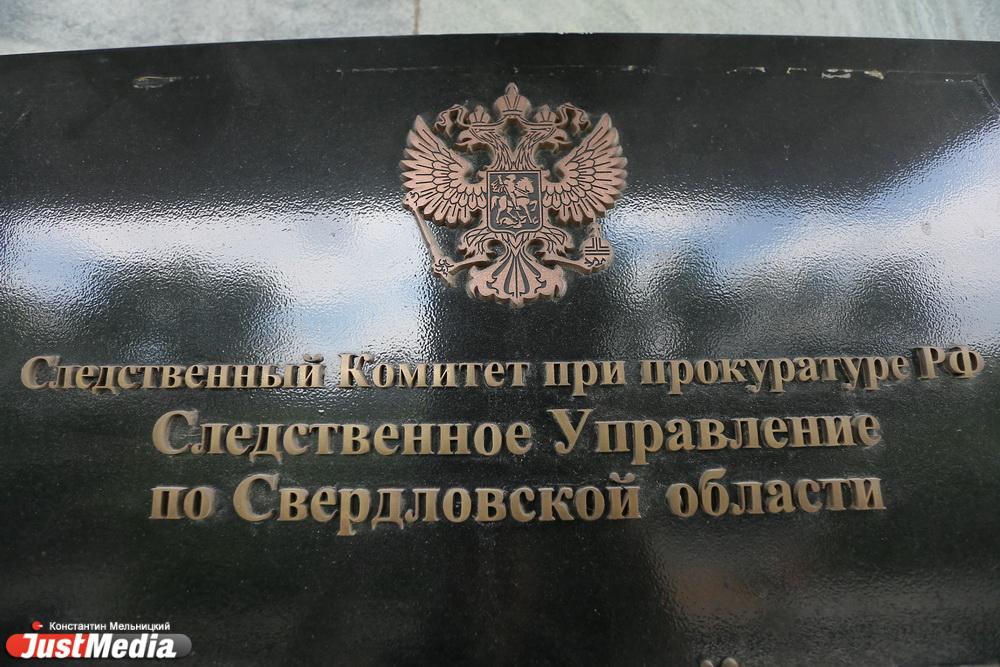 Следственный Комитет при прокуратуре РФ
Следственное Управление
по Свердловской области
Константин Мельницкий
JustMedia